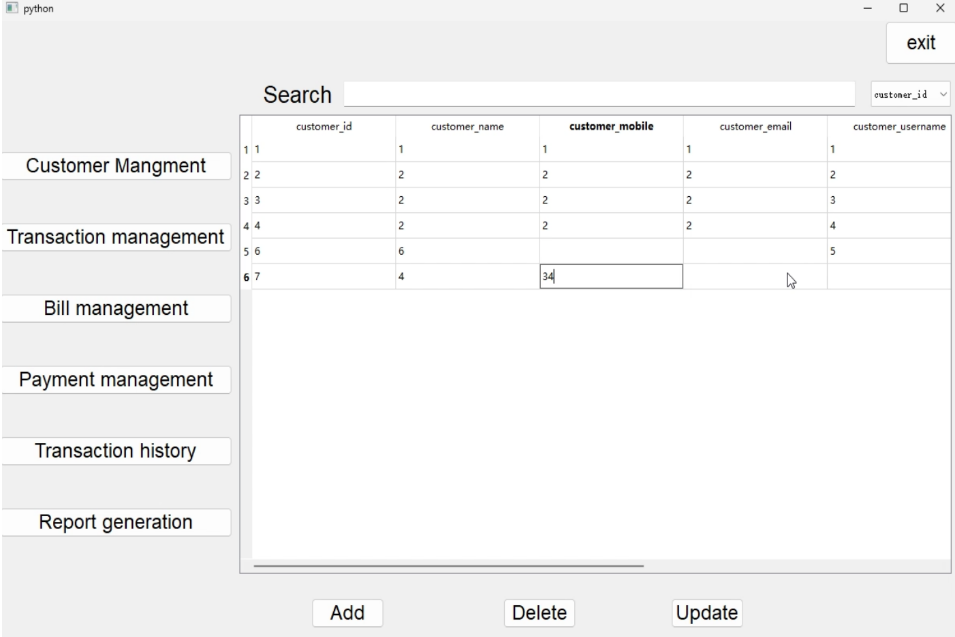 python
exit
Search customer_id
customer_id customer_name customer_mobile customer_email customer_username
1 1 1 1 1 1
Customer Mangment
2 2 2 2 2 2
3 3 2 2 2 3
4 4 2 2 2 4
Transaction management
5 6 6 5
6 7 4 34
Bill management
Payment management
Transaction history
Report generation
Add Delete Update